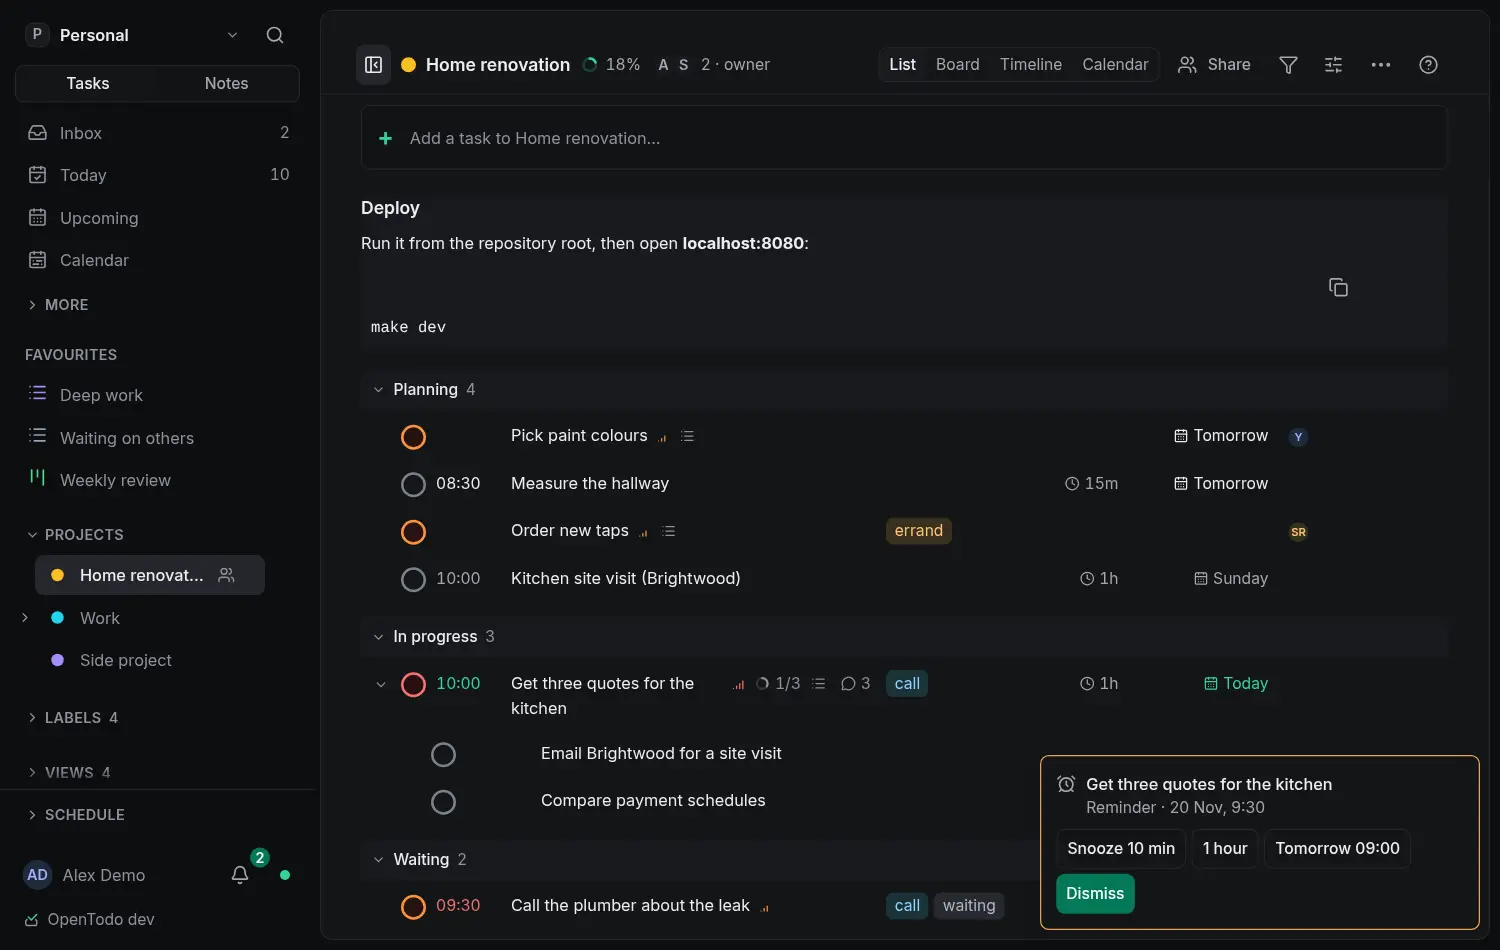 P Personal
Tasks Notes
Inbox 2
Today 10
Upcoming
Calendar
MORE
FAVOURITES
Deep work
Waiting on others
Weekly review
PROJECTS
Home renovat...
Work
Side project
LABELS 4
VIEWS 4
SCHEDULE
AD Alex Demo 2
OpenTodo dev
Home renovation 18% A S 2 · owner List Board Timeline Calendar Share
Add a task to Home renovation...
Deploy
Run it from the repository root, then open localhost:8080:
make dev
Planning 4
Pick paint colours Tomorrow Y
08:30 Measure the hallway 15m Tomorrow
Order new taps errand SR
10:00 Kitchen site visit (Brightwood) 1h Sunday
In progress 3
10:00 Get three quotes for the 1/3 3 call 1h Today
kitchen
Email Brightwood for a site visit
Compare payment schedules
Waiting 2
09:30 Call the plumber about the leak call waiting
Get three quotes for the kitchen
Reminder · 20 Nov, 9:30
Snooze 10 min 1 hour Tomorrow 09:00
Dismiss